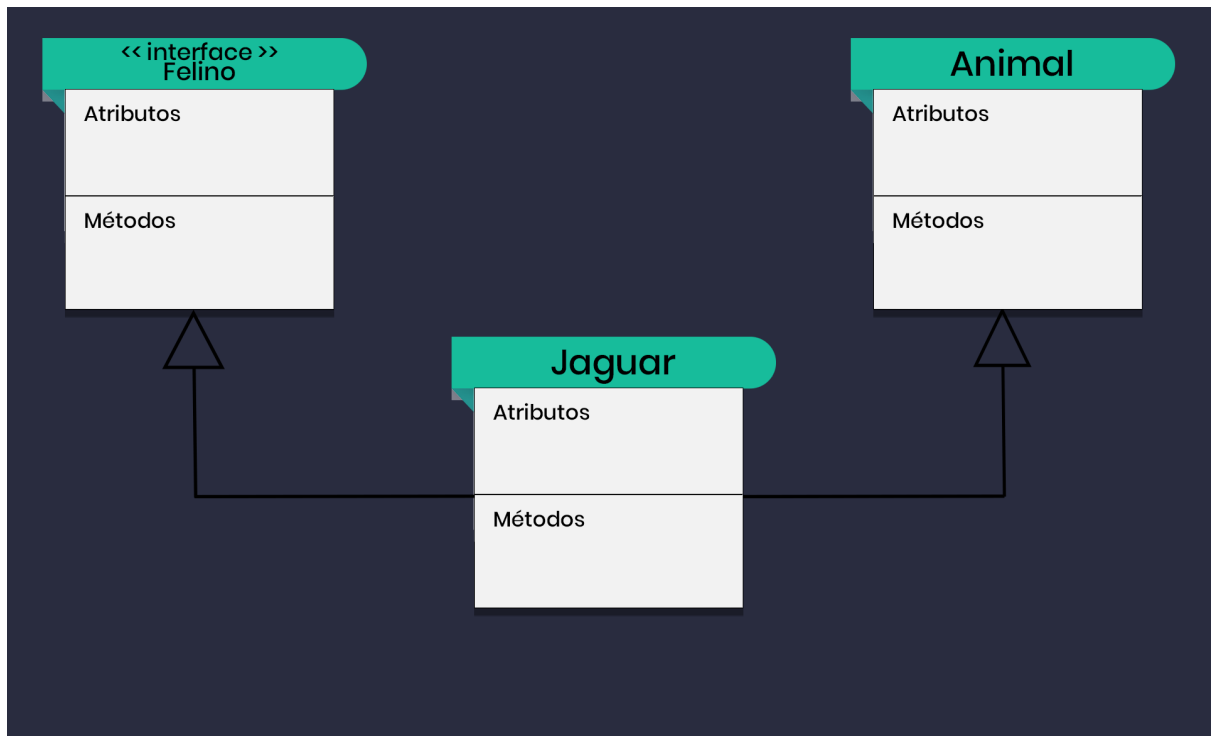 << interface >>
Felino
Atributos
Métodos
Animal
Atributos
Métodos
Jaguar
Atributos
Métodos